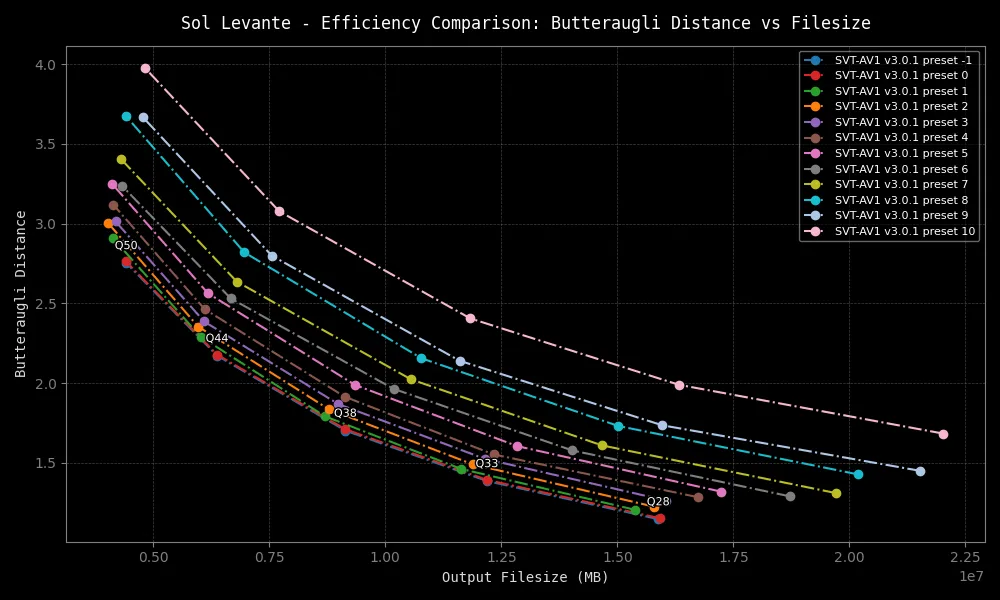 Sol Levante - Efficiency Comparison: Butteraugli Distance vs Filesize
SVT-AV1 v3.0.1 preset -1
SVT-AV1 v3.0.1 preset 0
SVT-AV1 v3.0.1 preset 1
SVT-AV1 v3.0.1 preset 2
SVT-AV1 v3.0.1 preset 3
SVT-AV1 v3.0.1 preset 4
SVT-AV1 v3.0.1 preset 5
SVT-AV1 v3.0.1 preset 6
SVT-AV1 v3.0.1 preset 7
SVT-AV1 v3.0.1 preset 8
SVT-AV1 v3.0.1 preset 9
SVT-AV1 v3.0.1 preset 10
Butteraugli Distance
4.0
3.5
3.0
2.5
2.0
1.5
Q50
Q44
Q38
Q33
Q28
0.50 0.75 1.00 1.25 1.50 1.75 2.00 2.25
1e7
Output Filesize (MB)